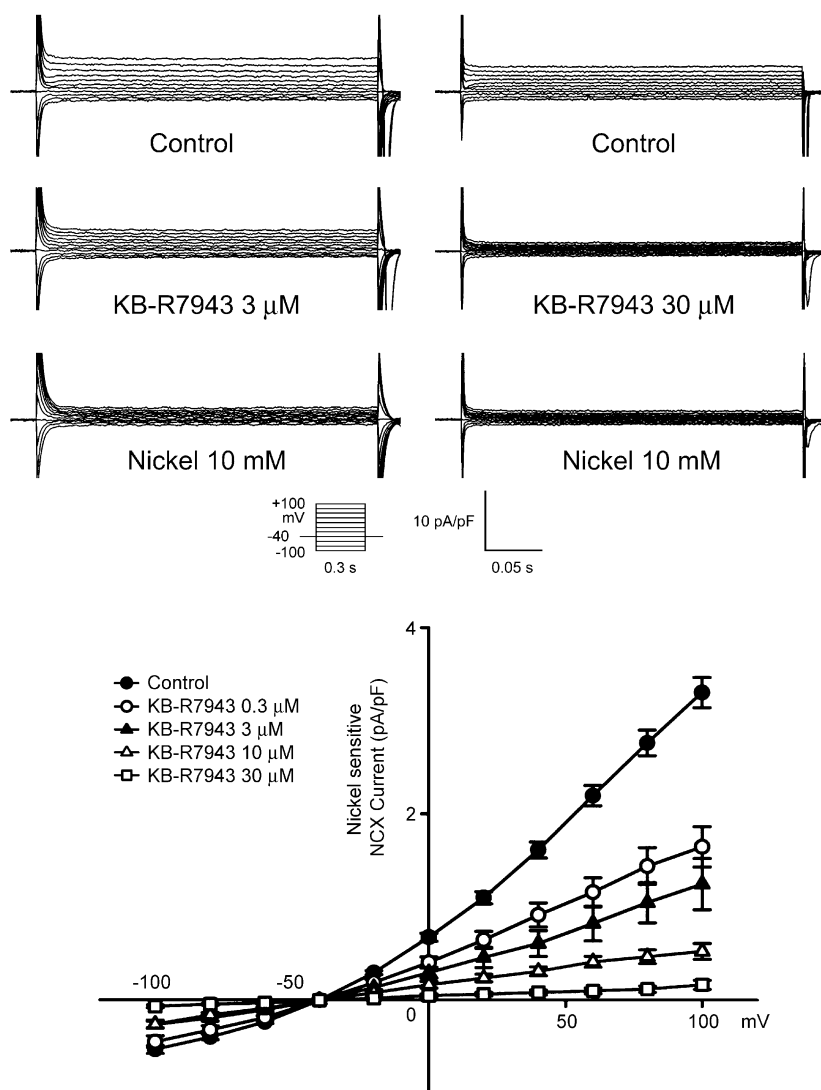 Control
Control
KB-R7943 3 μM
KB-R7943 30 μM
Nickel 10 mM
Nickel 10 mM
+100
mV
-40
-100
0.3 s
10 pA/pF
0.05 s
Control
KB-R7943 0.3 μM
KB-R7943 3 μM
KB-R7943 10 μM
KB-R7943 30 μM
Nickel sensitive
NCX Current (pA/pF)
4
2
0
-100
-50
50
100
mV